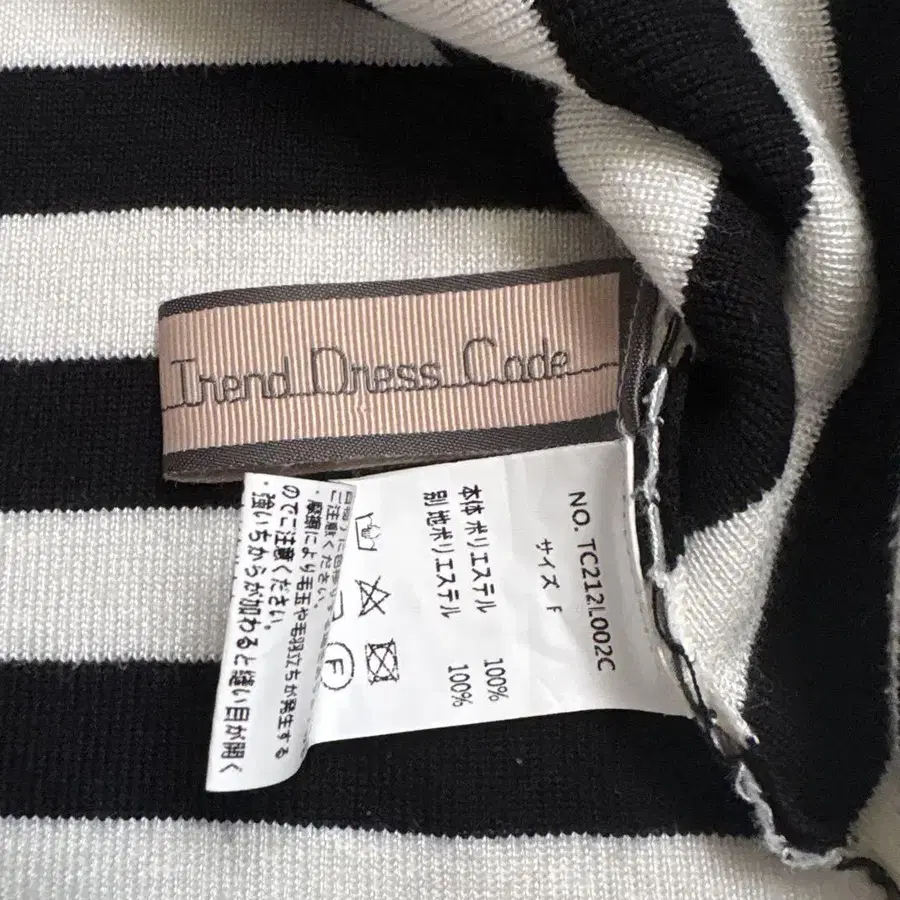 Trend Dress Code
NO. TC212L002C
サイズ F
本体 ポリエステル 100%
別 地ポリエステル 100%
F
ご注意ください。
・摩擦により毛玉や毛羽立ちが発生する
のでご注意ください。
・強いちからが加わると縫い目が開く